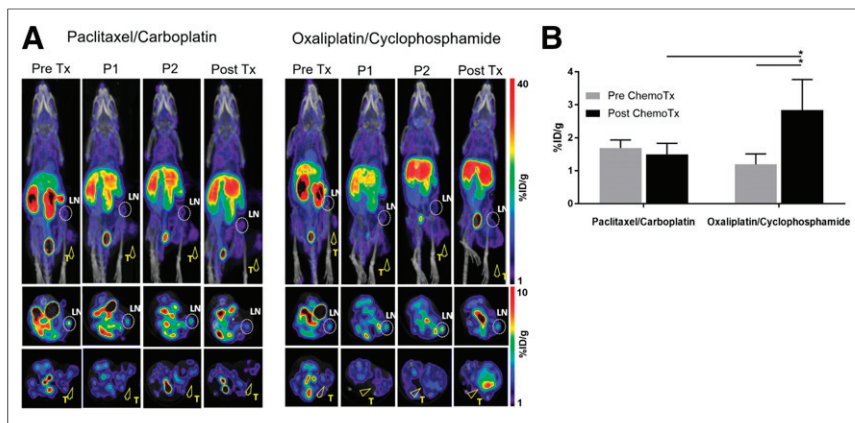 A
Paclitaxel/Carboplatin
Oxaliplatin/Cyclophosphamide
Pre Tx P1 P2 Post Tx
Pre Tx P1 P2 Post Tx
40
%ID/g
1
LN LN LN LN
LN LN LN LN
T T T T
T T T T
10
%ID/g
1
LN LN LN LN
LN LN LN LN
T T T T
T T T T
B
*
*
%ID/g
4
3
2
1
0
Pre ChemoTx
Post ChemoTx
Paclitaxel/Carboplatin
Oxaliplatin/Cyclophosphamide